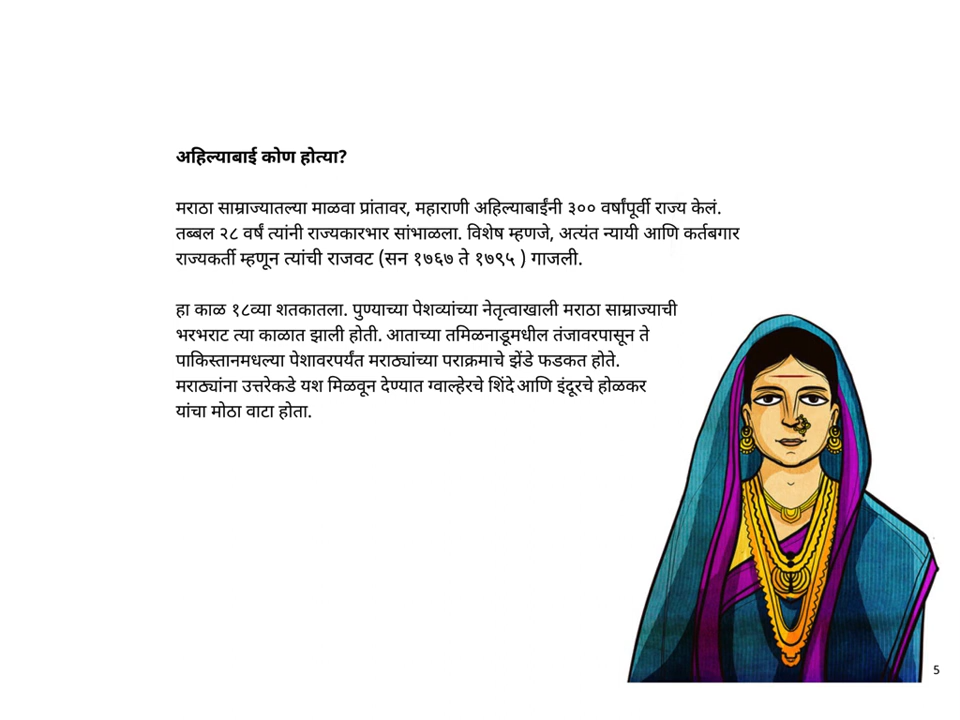 अहिल्याबाई कोण होत्या?
मराठा साम्राज्यातल्या माळवा प्रांतावर, महाराणी अहिल्याबाईंनी ३०० वर्षांपूर्वी राज्य केलं.
तब्बल २८ वर्षं त्यांनी राज्यकारभार सांभाळला. विशेष म्हणजे, अत्यंत न्यायी आणि कर्तबगार
राज्यकर्ती म्हणून त्यांची राजवट (सन १७६७ ते १७९५ ) गाजली.
हा काळ १८व्या शतकातला. पुण्याच्या पेशव्यांच्या नेतृत्वाखाली मराठा साम्राज्याची
भरभराट त्या काळात झाली होती. आताच्या तमिळनाडूमधील तंजावरपासून ते
पाकिस्तानमधल्या पेशावरपर्यंत मराठ्यांच्या पराक्रमाचे झेंडे फडकत होते.
मराठ्यांना उत्तरेकडे यश मिळवून देण्यात ग्वाल्हेरचे शिंदे आणि इंदूरचे होळकर
यांचा मोठा वाटा होता.
5